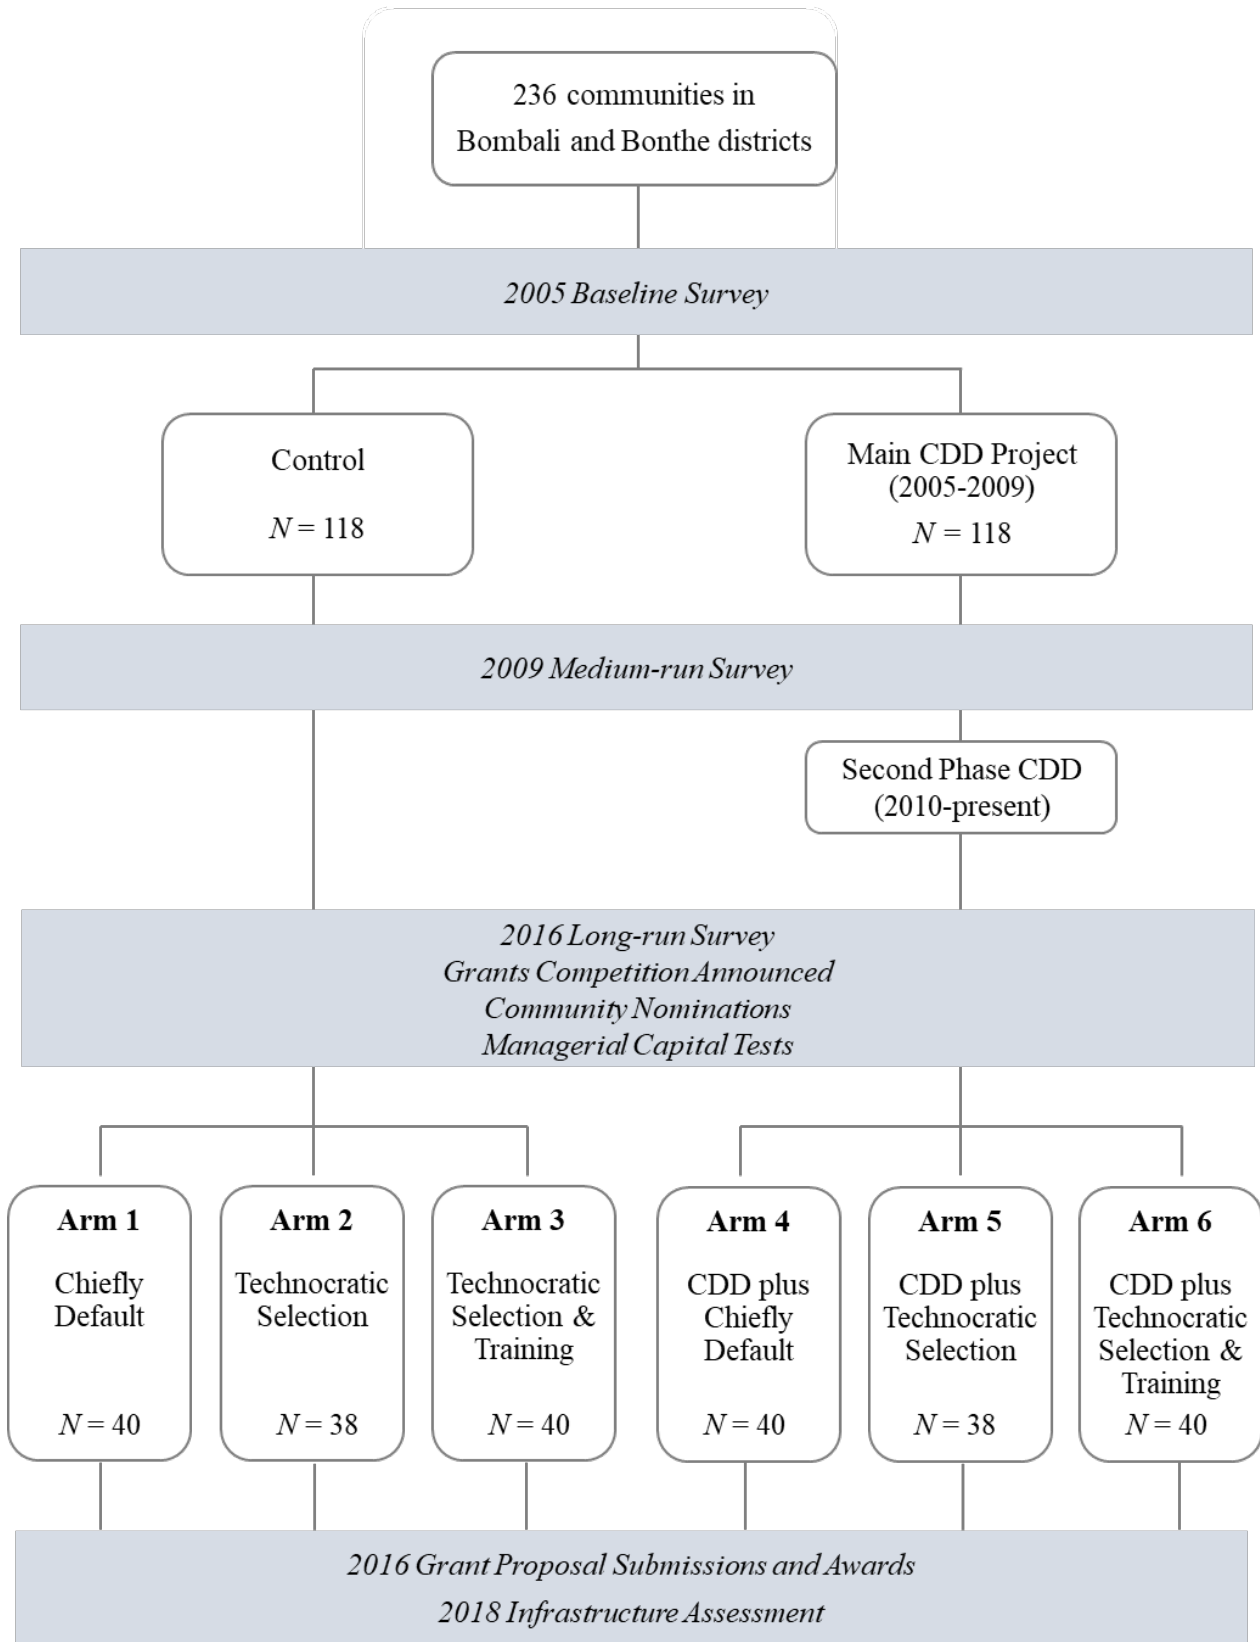 236 communities in
Bombali and Bonthe districts
2005 Baseline Survey
Control
N = 118
Main CDD Project
(2005-2009)
N = 118
2009 Medium-run Survey
Second Phase CDD
(2010-present)
2016 Long-run Survey
Grants Competition Announced
Community Nominations
Managerial Capital Tests
Arm 1
Chiefly
Default
N = 40
Arm 2
Technocratic
Selection
N = 38
Arm 3
Technocratic
Selection &
Training
N = 40
Arm 4
CDD plus
Chiefly
Default
N = 40
Arm 5
CDD plus
Technocratic
Selection
N = 38
Arm 6
CDD plus
Technocratic
Selection &
Training
N = 40
2016 Grant Proposal Submissions and Awards
2018 Infrastructure Assessment